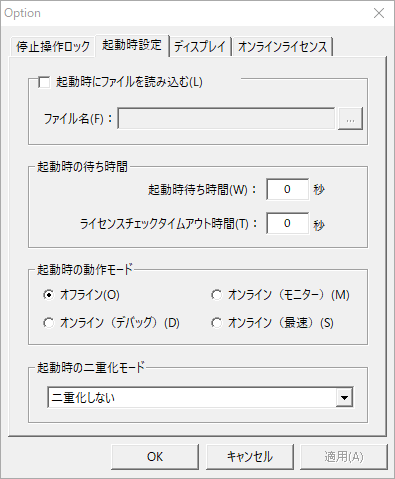 Option
停止操作ロック 起動時設定 ディスプレイ オンラインライセンス
起動時にファイルを読み込む(L)
ファイル名(F)： ...
起動時の待ち時間
起動時待ち時間(W)： 0 秒
ライセンスチェックタイムアウト時間(T)： 0 秒
起動時の動作モード
オフライン(O) オンライン（モニター）(M)
オンライン（デバッグ）(D) オンライン（最速）(S)
起動時の二重化モード
二重化しない
OK キャンセル 適用(A)